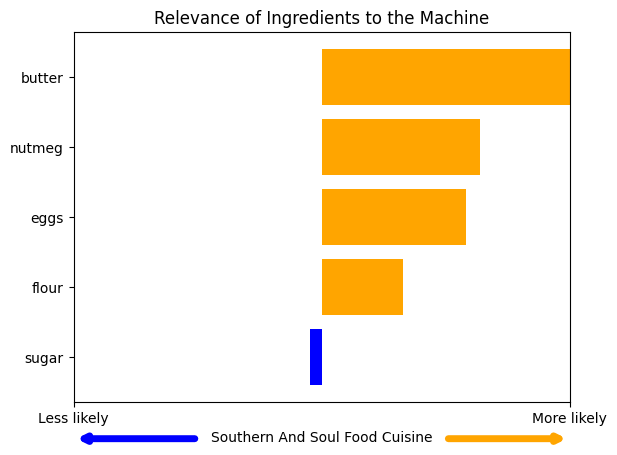 Relevance of Ingredients to the Machine
butter
nutmeg
eggs
flour
sugar
Less likely More likely
Southern And Soul Food Cuisine